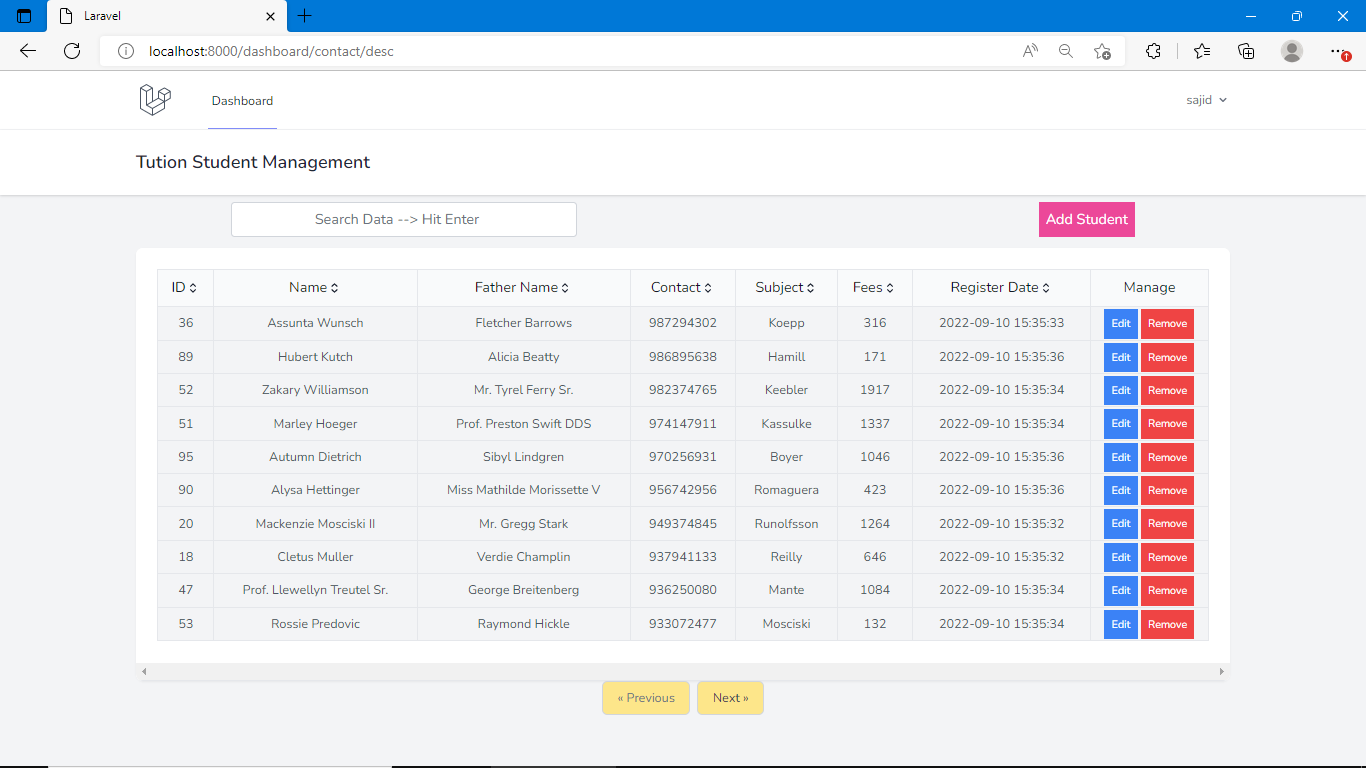 Laravel
localhost:8000/dashboard/contact/desc
Dashboard
sajid
Tution Student Management
Search Data --> Hit Enter
Add Student
ID Name Father Name Contact Subject Fees Register Date Manage
36 Assunta Wunsch Fletcher Barrows 987294302 Koepp 316 2022-09-10 15:35:33 Edit Remove
89 Hubert Kutch Alicia Beatty 986895638 Hamill 171 2022-09-10 15:35:36 Edit Remove
52 Zakary Williamson Mr. Tyrel Ferry Sr. 982374765 Keebler 1917 2022-09-10 15:35:34 Edit Remove
51 Marley Hoeger Prof. Preston Swift DDS 974147911 Kassulke 1337 2022-09-10 15:35:34 Edit Remove
95 Autumn Dietrich Sibyl Lindgren 970256931 Boyer 1046 2022-09-10 15:35:36 Edit Remove
90 Alysa Hettinger Miss Mathilde Morissette V 956742956 Romaguera 423 2022-09-10 15:35:36 Edit Remove
20 Mackenzie Mosciski II Mr. Gregg Stark 949374845 Runolfsson 1264 2022-09-10 15:35:32 Edit Remove
18 Cletus Muller Verdie Champlin 937941133 Reilly 646 2022-09-10 15:35:32 Edit Remove
47 Prof. Llewellyn Treutel Sr. George Breitenberg 936250080 Mante 1084 2022-09-10 15:35:34 Edit Remove
53 Rossie Predovic Raymond Hickle 933072477 Mosciski 132 2022-09-10 15:35:34 Edit Remove
« Previous Next »